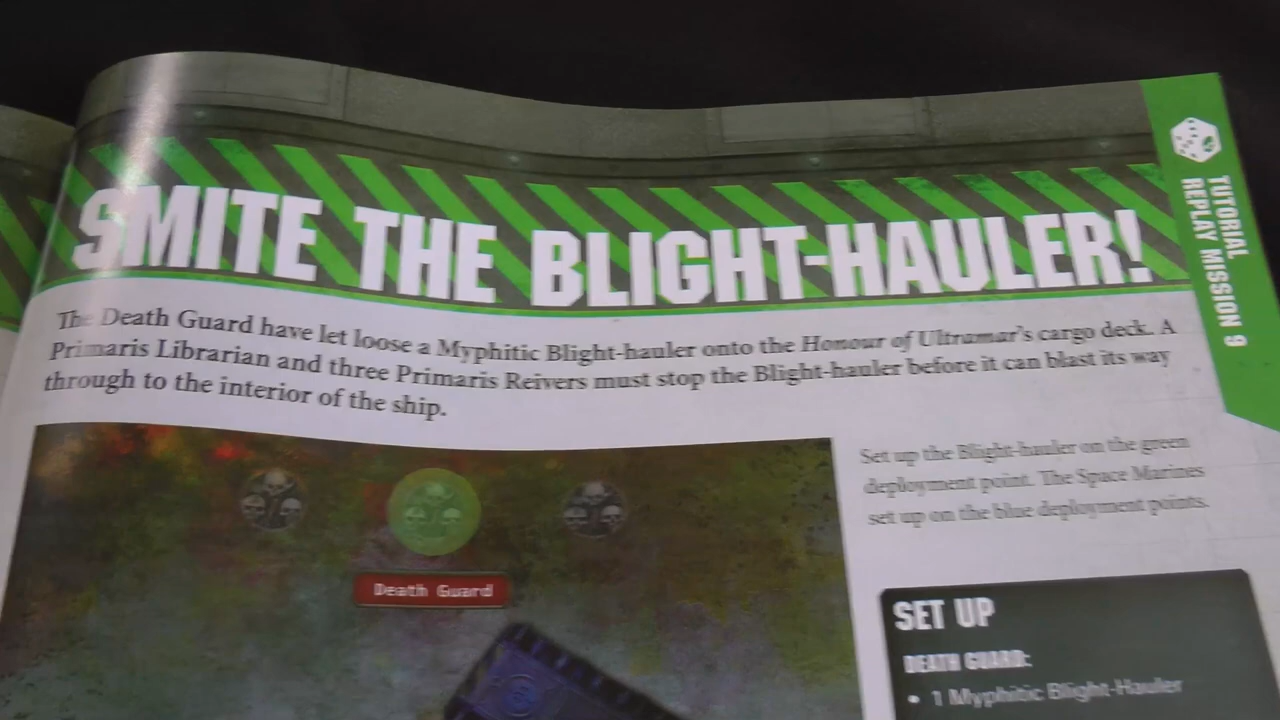 SMITE THE BLIGHT-HAULER!
TUTORIAL
REPLAY MISSION 9
The Death Guard have let loose a Myphitic Blight-hauler onto the Honour of Ultramar's cargo deck. A
Primaris Librarian and three Primaris Reivers must stop the Blight-hauler before it can blast its way
through to the interior of the ship.
Set up the Blight-hauler on the green
deployment point. The Space Marines
set up on the blue deployment points.
Death Guard
SET UP
DEATH GUARD:
• 1 Myphitic Blight-Hauler